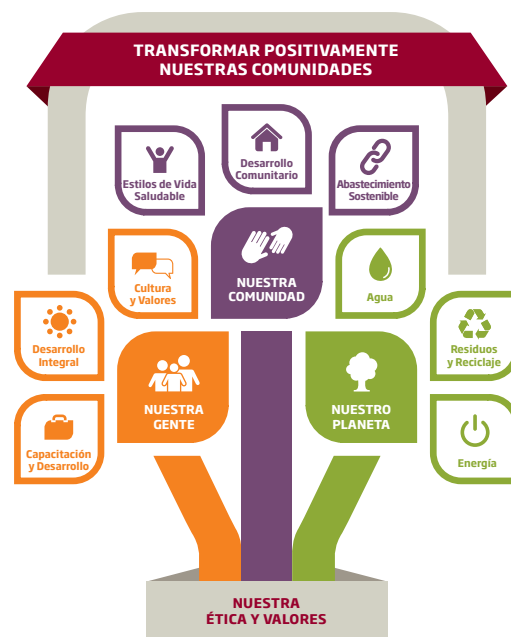 TRANSFORMAR POSITIVAMENTE
NUESTRAS COMUNIDADES
Desarrollo
Comunitario
Estilos de Vida
Saludable
Abastecimiento
Sostenible
NUESTRA
COMUNIDAD
Cultura
y Valores
Agua
Desarrollo
Integral
Residuos
y Reciclaje
NUESTRA
GENTE
NUESTRO
PLANETA
Capacitación
y Desarrollo
Energía
NUESTRA
ÉTICA Y VALORES